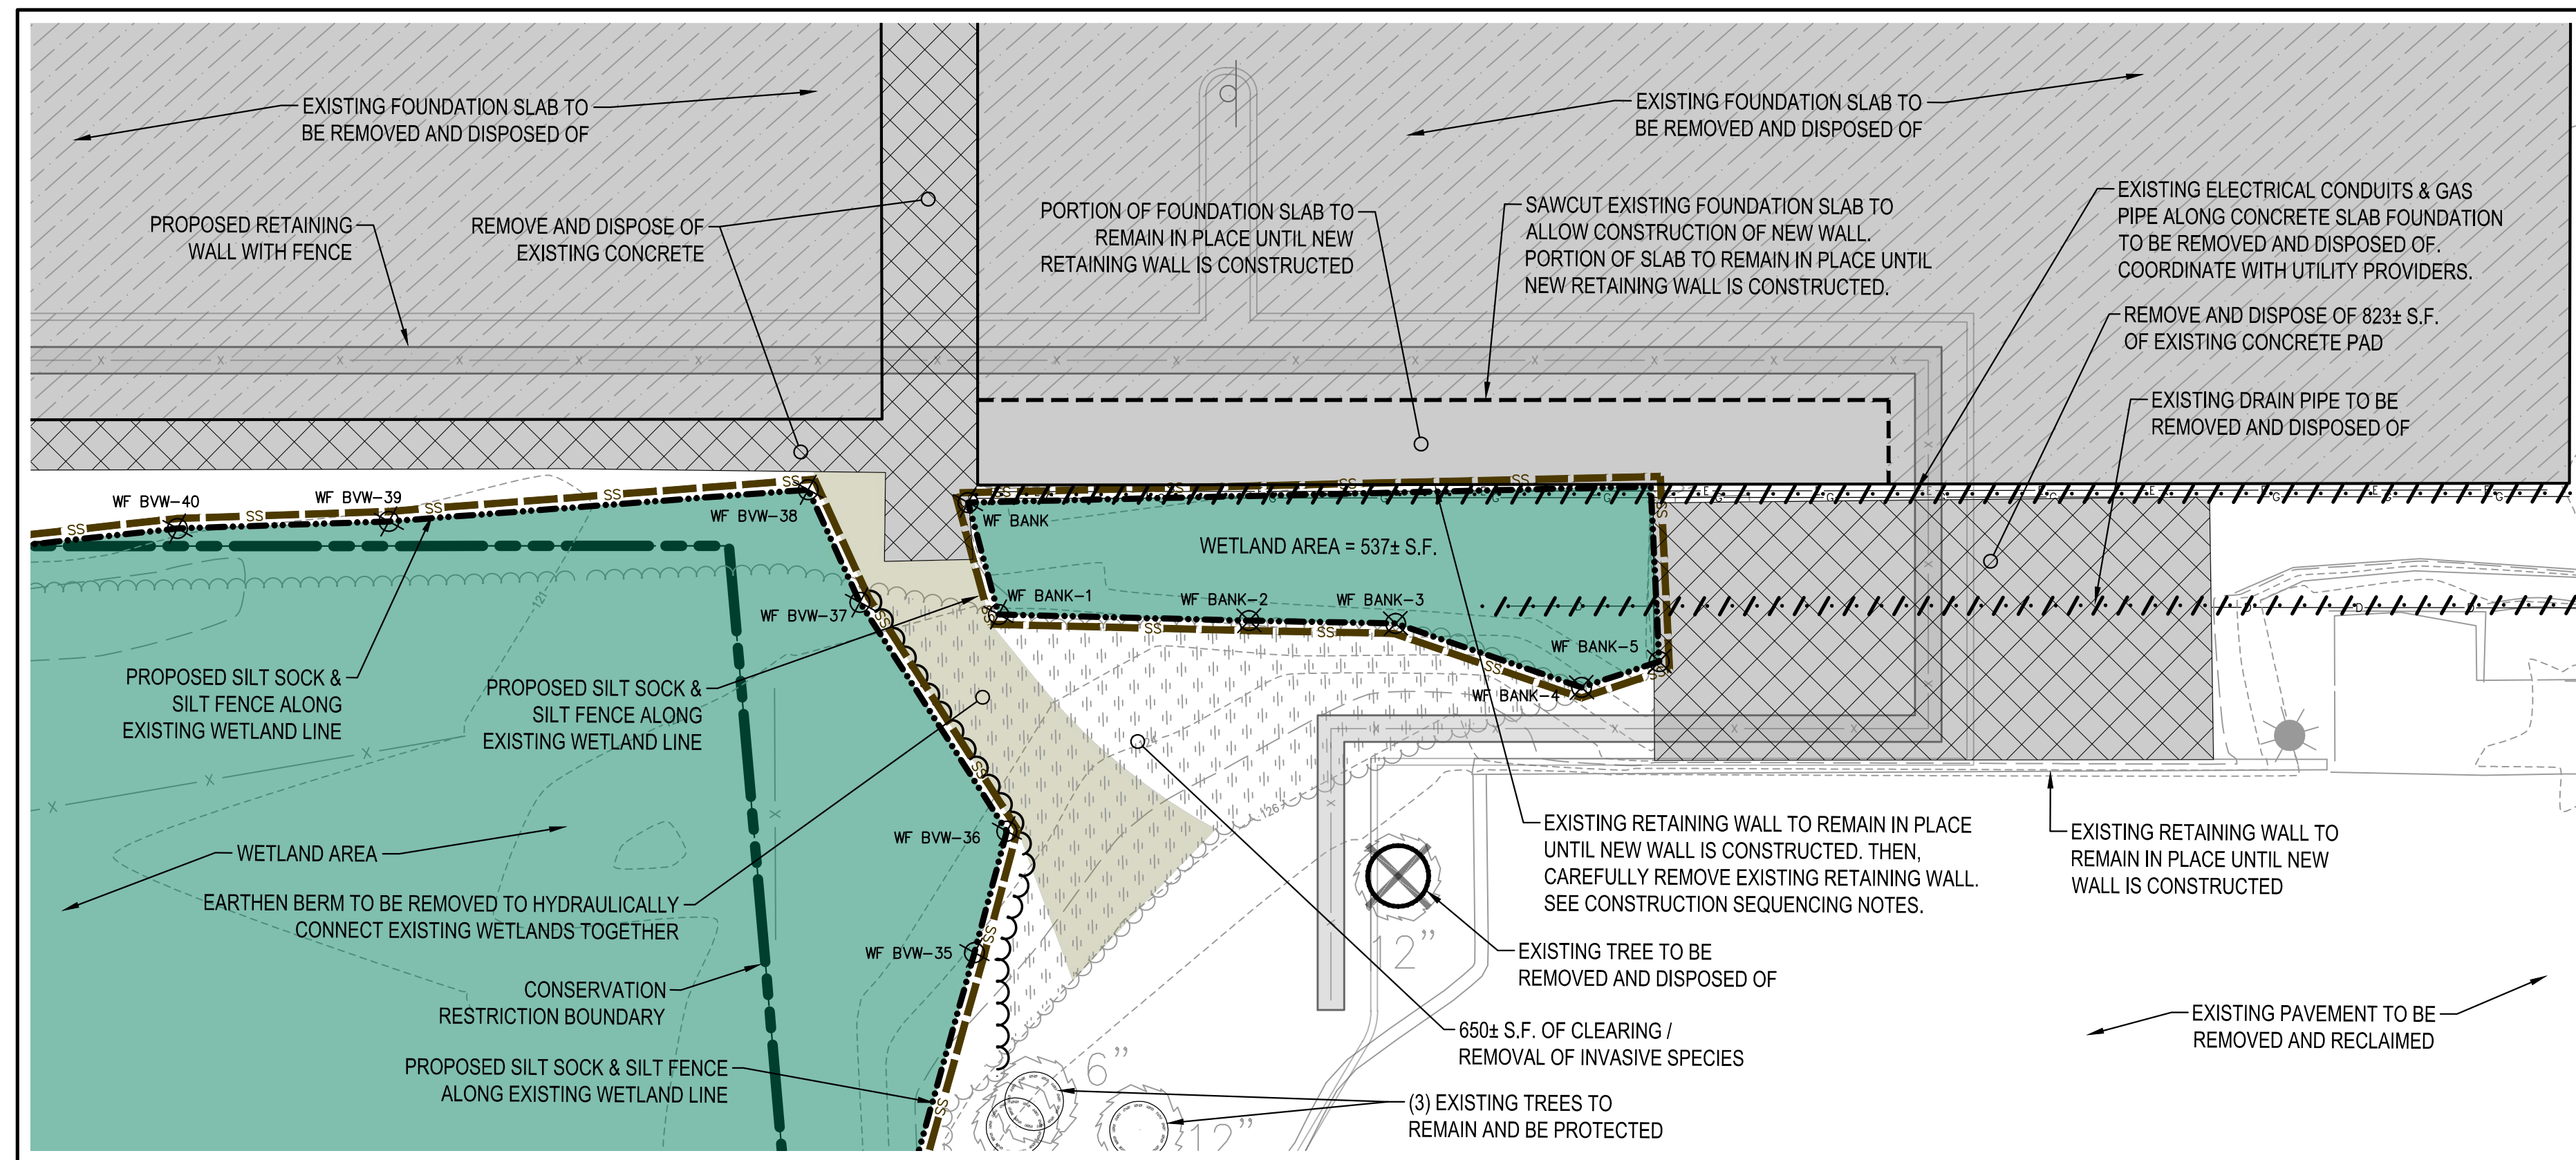 EXISTING FOUNDATION SLAB TO
BE REMOVED AND DISPOSED OF
EXISTING FOUNDATION SLAB TO
BE REMOVED AND DISPOSED OF
PROPOSED RETAINING
WALL WITH FENCE
REMOVE AND DISPOSE OF
EXISTING CONCRETE
PORTION OF FOUNDATION SLAB TO
REMAIN IN PLACE UNTIL NEW
RETAINING WALL IS CONSTRUCTED
SAWCUT EXISTING FOUNDATION SLAB TO
ALLOW CONSTRUCTION OF NEW WALL.
PORTION OF SLAB TO REMAIN IN PLACE UNTIL
NEW RETAINING WALL IS CONSTRUCTED.
EXISTING ELECTRICAL CONDUITS & GAS
PIPE ALONG CONCRETE SLAB FOUNDATION
TO BE REMOVED AND DISPOSED OF.
COORDINATE WITH UTILITY PROVIDERS.
REMOVE AND DISPOSE OF 823± S.F.
OF EXISTING CONCRETE PAD
EXISTING DRAIN PIPE TO BE
REMOVED AND DISPOSED OF
WF BVW-40
WF BVW-39
WF BVW-38
WF BANK
WETLAND AREA = 537± S.F.
WF BVW-37
WF BANK-1
WF BANK-2
WF BANK-3
WF BANK-5
WF BANK-4
121
124
126
PROPOSED SILT SOCK &
SILT FENCE ALONG
EXISTING WETLAND LINE
PROPOSED SILT SOCK &
SILT FENCE ALONG
EXISTING WETLAND LINE
WETLAND AREA
WF BVW-36
EARTHEN BERM TO BE REMOVED TO HYDRAULICALLY
CONNECT EXISTING WETLANDS TOGETHER
WF BVW-35
CONSERVATION
RESTRICTION BOUNDARY
PROPOSED SILT SOCK & SILT FENCE
ALONG EXISTING WETLAND LINE
EXISTING RETAINING WALL TO REMAIN IN PLACE
UNTIL NEW WALL IS CONSTRUCTED. THEN,
CAREFULLY REMOVE EXISTING RETAINING WALL.
SEE CONSTRUCTION SEQUENCING NOTES.
EXISTING RETAINING WALL TO
REMAIN IN PLACE UNTIL NEW
WALL IS CONSTRUCTED
12"
EXISTING TREE TO BE
REMOVED AND DISPOSED OF
650± S.F. OF CLEARING /
REMOVAL OF INVASIVE SPECIES
EXISTING PAVEMENT TO BE
REMOVED AND RECLAIMED
6"
12"
(3) EXISTING TREES TO
REMAIN AND BE PROTECTED